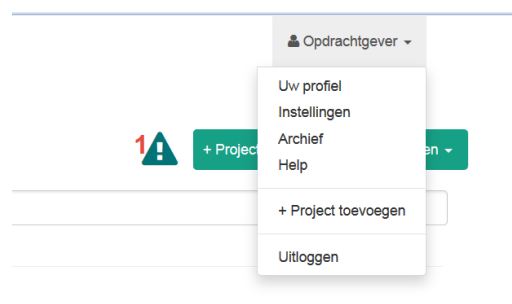 Opdrachtgever
Uw profiel
Instellingen
Archief
Help
1
+ Project
en
+ Project toevoegen
Uitloggen